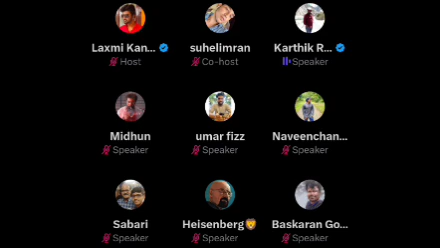 Laxmi Kan... suhelimran Karthik R...
Host Co-host Speaker
Midhun umar fizz Naveenchan...
Speaker Speaker Speaker
Sabari Heisenberg🦁 Baskaran Go...
Speaker Speaker Speaker